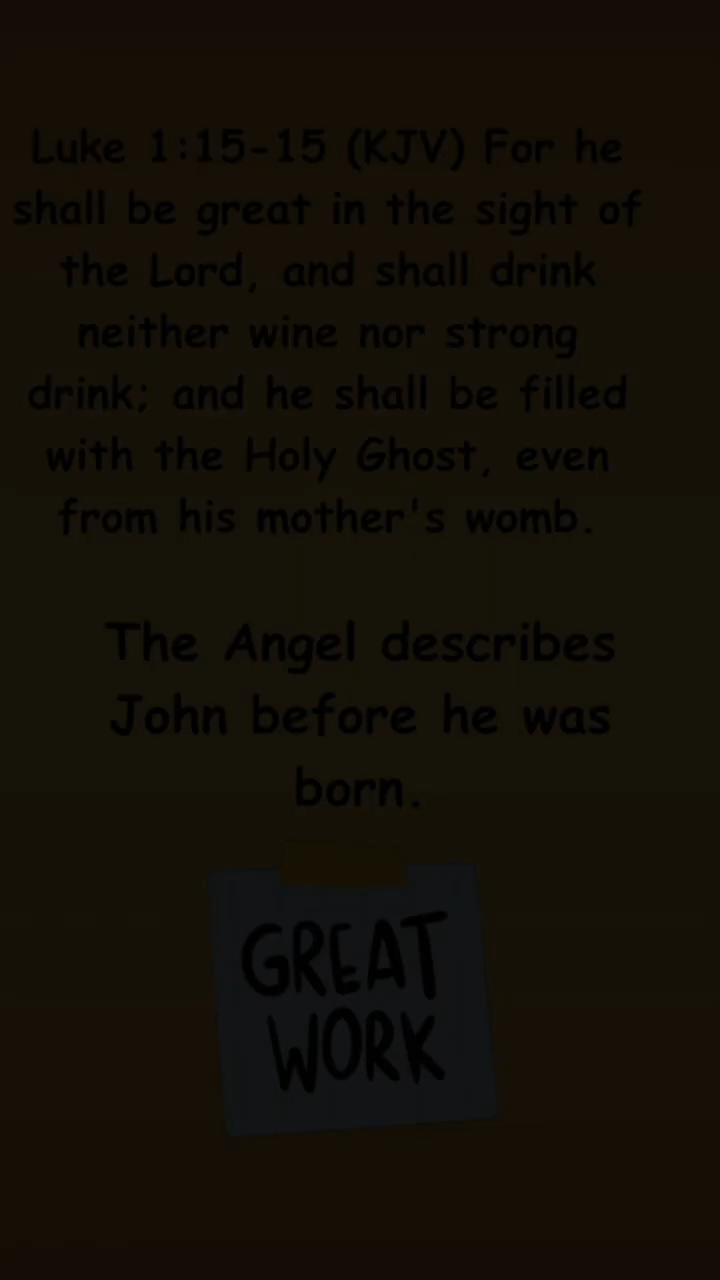 Luke 1:15-15 (KJV) For he
shall be great in the sight of
the Lord, and shall drink
neither wine nor strong
drink; and he shall be filled
with the Holy Ghost, even
from his mother's womb.
The Angel describes
John before he was
born.
GREAT
WORK